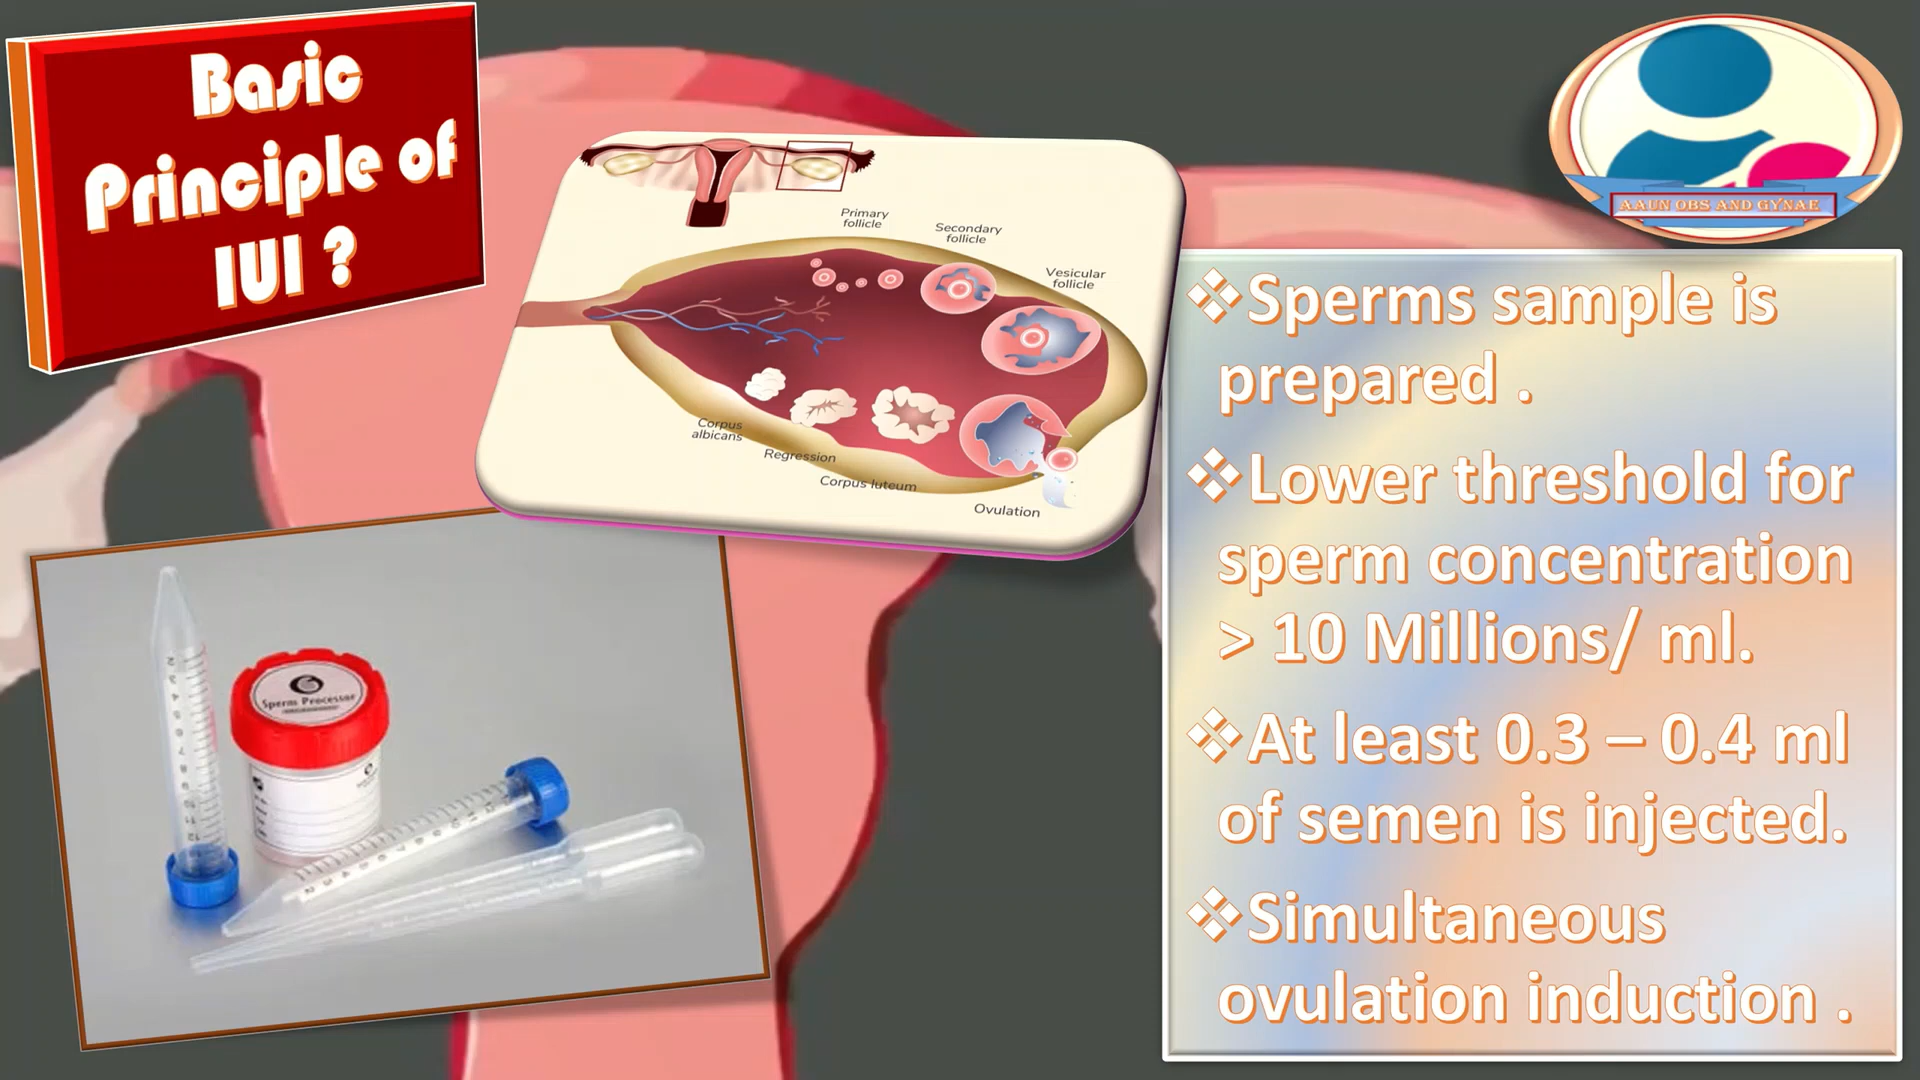 Basic
Principle of
IUI ?
AAUN OBS AND GYNAE
Primary
follicle
Secondary
follicle
Vesicular
follicle
Corpus
albicans
Regression
Corpus luteum
Ovulation
Sperm Processor
❖Sperms sample is
prepared .
❖Lower threshold for
sperm concentration
> 10 Millions/ ml.
❖At least 0.3 – 0.4 ml
of semen is injected.
❖Simultaneous
ovulation induction .